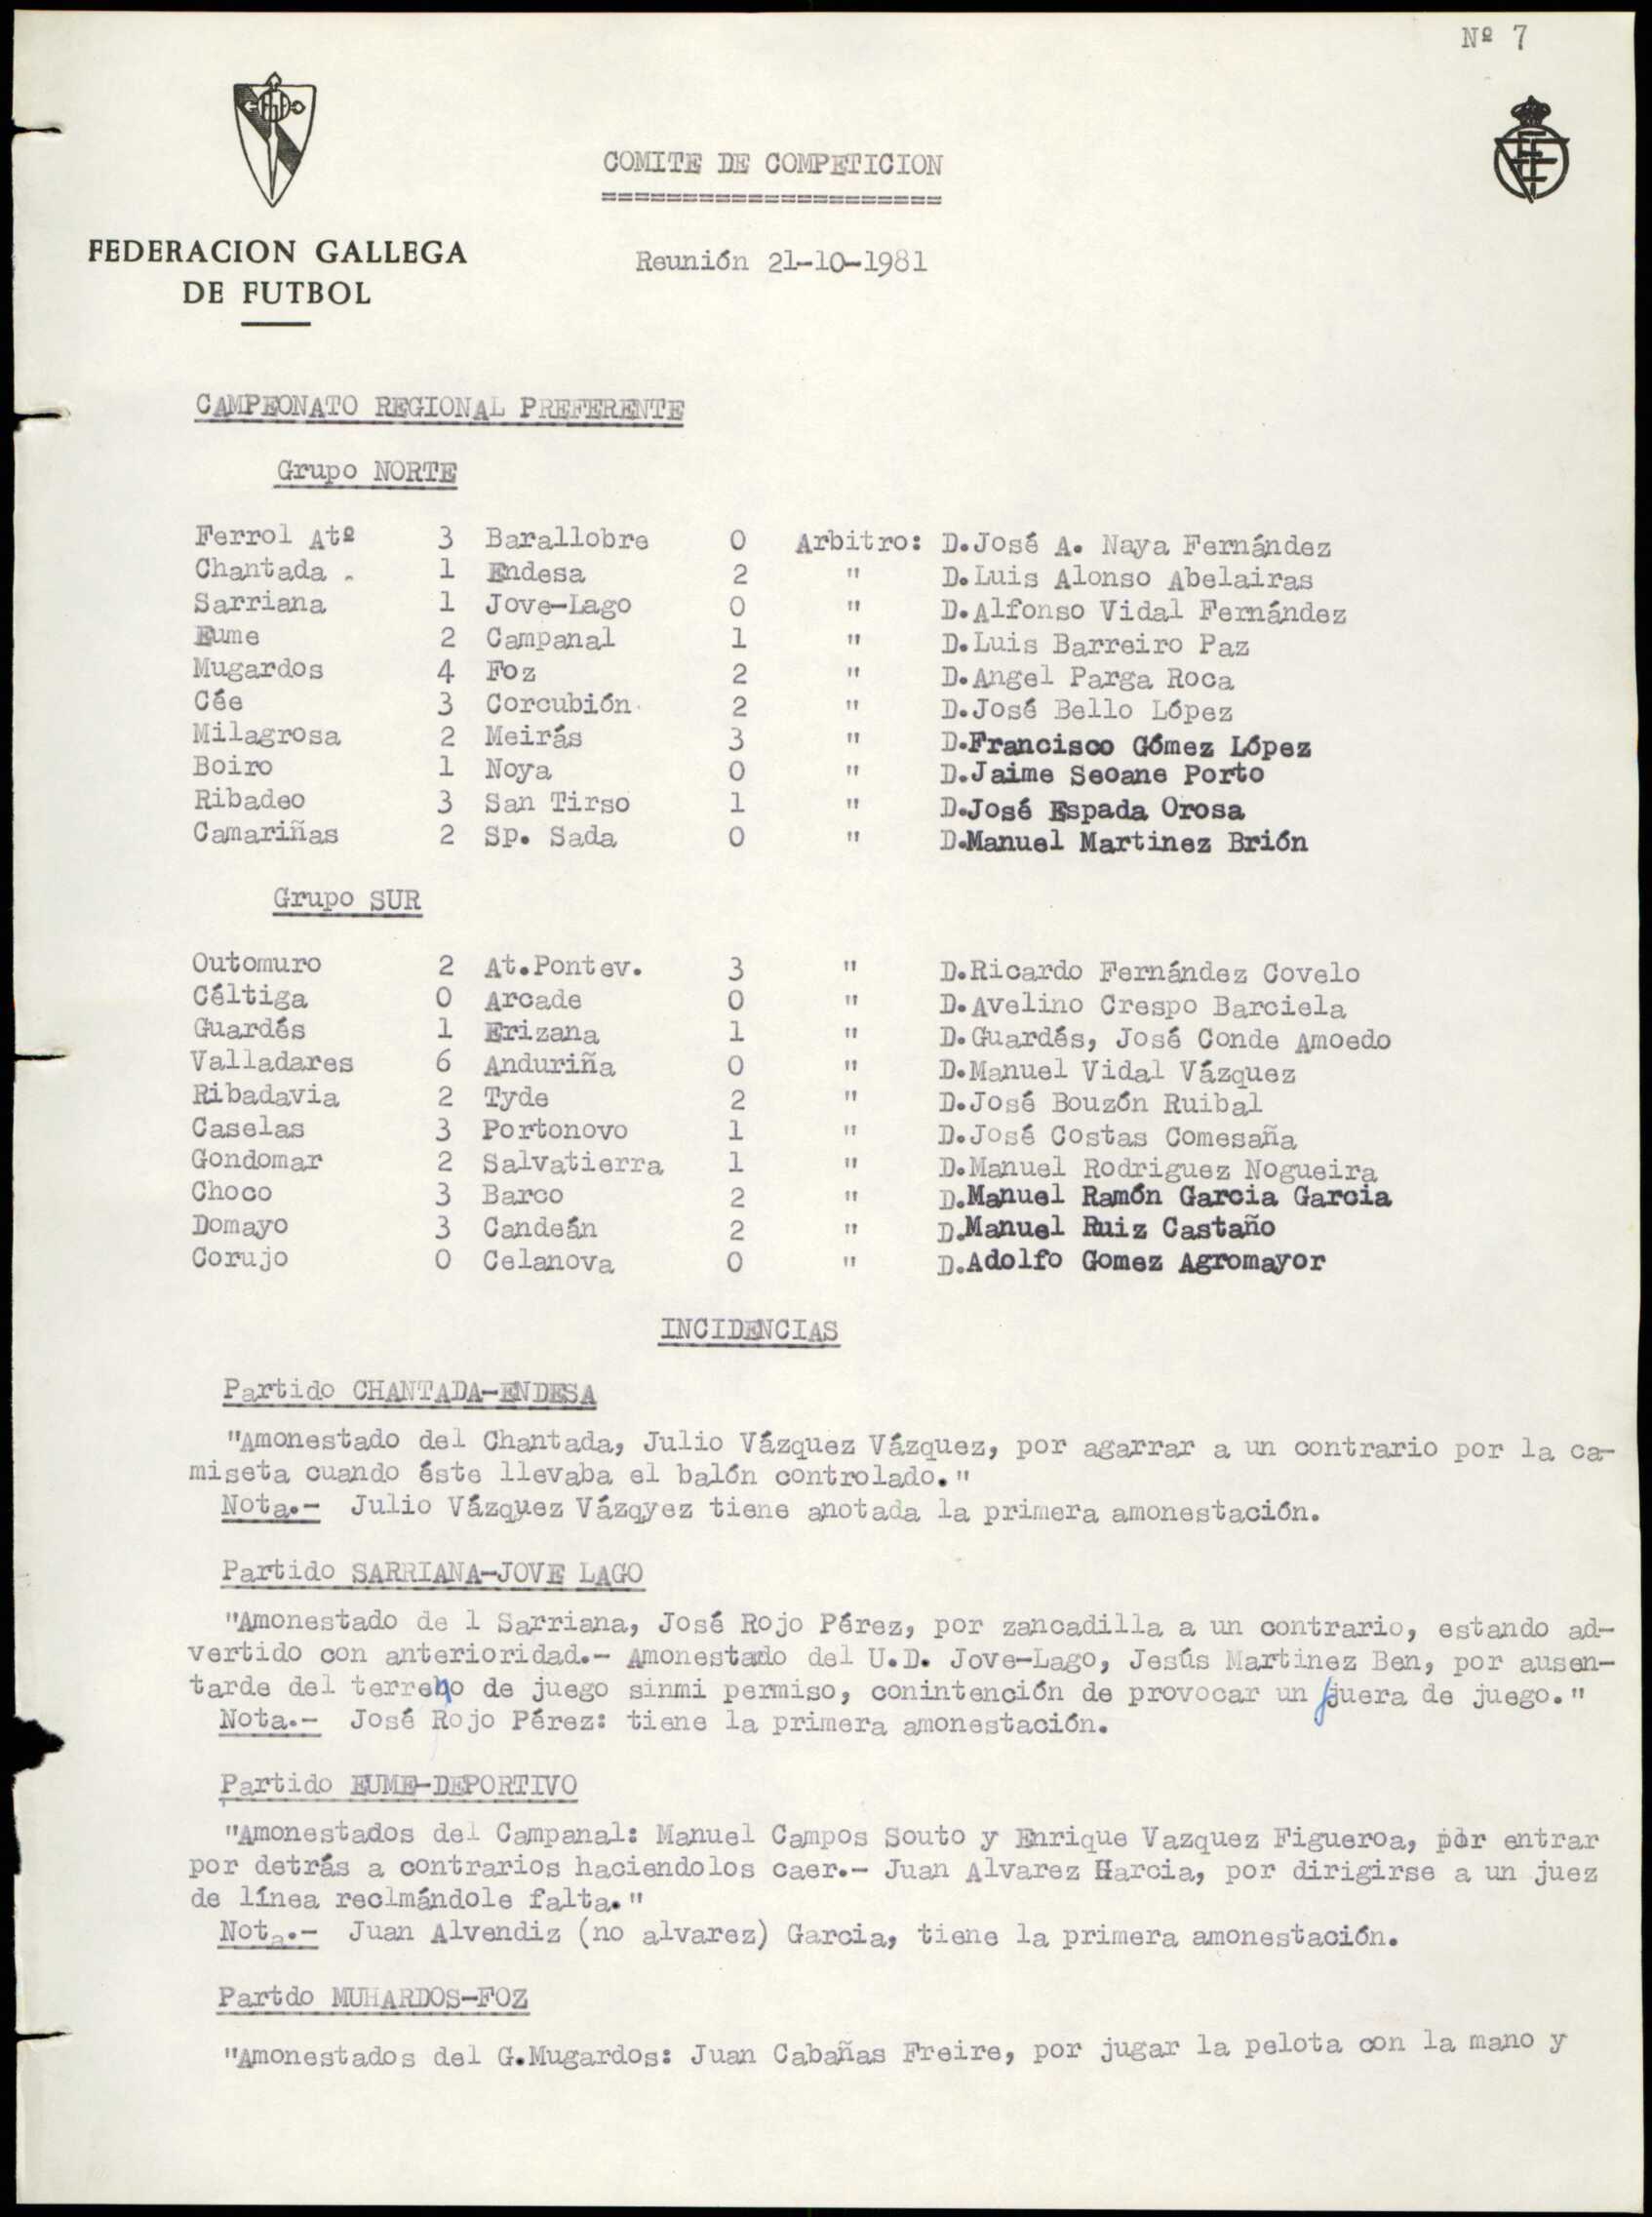 Nº 7
COMITE DE COMPETICION
=====================
FEDERACION GALLEGA
DE FUTBOL
Reunión 21-10-1981
CAMPEONATO REGIONAL PREFERENTE
Grupo NORTE
Ferrol Atº 3 Barallobre 0 Arbitro: D.José A. Naya Fernández
Chantada . 1 Endesa 2 " D.Luis Alonso Abelairas
Sarriana 1 Jove-Lago 0 " D.Alfonso Vidal Fernández
Eume 2 Campanal 1 " D.Luis Barreiro Paz
Mugardos 4 Foz 2 " D.Angel Parga Roca
Cée 3 Corcubión 2 " D.José Bello López
Milagrosa 2 Meirás 3 " D.Francisco Gómez López
Boiro 1 Noya 0 " D.Jaime Seoane Porto
Ribadeo 3 San Tirso 1 " D.José Espada Orosa
Camariñas 2 Sp. Sada 0 " D.Manuel Martinez Brión
Grupo SUR
Outomuro 2 At.Pontev. 3 " D.Ricardo Fernández Covelo
Céltiga 0 Arcade 0 " D.Avelino Crespo Barciela
Guardés 1 Erizana 1 " D.Guardés, José Conde Amoedo
Valladares 6 Anduriña 0 " D.Manuel Vidal Vázquez
Ribadavia 2 Tyde 2 " D.José Bouzón Ruibal
Caselas 3 Portonovo 1 " D.José Costas Comesaña
Gondomar 2 Salvatierra 1 " D.Manuel Rodriguez Nogueira
Choco 3 Barco 2 " D.Manuel Ramón Garcia Garcia
Domayo 3 Candeán 2 " D.Manuel Ruiz Castaño
Corujo 0 Celanova 0 " D.Adolfo Gomez Agromayor
INCIDENCIAS
Partido CHANTADA-ENDESA
"Amonestado del Chantada, Julio Vázquez Vázquez, por agarrar a un contrario por la ca-
miseta cuando éste llevaba el balón controlado."
Nota.- Julio Vázquez Vázqyez tiene anotada la primera amonestación.
Partido SARRIANA-JOVE LAGO
"Amonestado de l Sarriana, José Rojo Pérez, por zancadilla a un contrario, estando ad-
vertido con anterioridad.- Amonestado del U.D. Jove-Lago, Jesús Martinez Ben, por ausen-
tarde del terreno de juego sinmi permiso, conintención de provocar un fuera de juego."
Nota.- José Rojo Pérez: tiene la primera amonestación.
Partido EUME-DEPORTIVO
"Amonestados del Campanal: Manuel Campos Souto y Enrique Vazquez Figueroa, por entrar
por detrás a contrarios haciendolos caer.- Juan Alvarez Harcia, por dirigirse a un juez
de línea reclmándole falta."
Nota.- Juan Alvendiz (no alvarez) Garcia, tiene la primera amonestación.
Partdo MUHARDOS-FOZ
"Amonestados del G.Mugardos: Juan Cabañas Freire, por jugar la pelota con la mano y